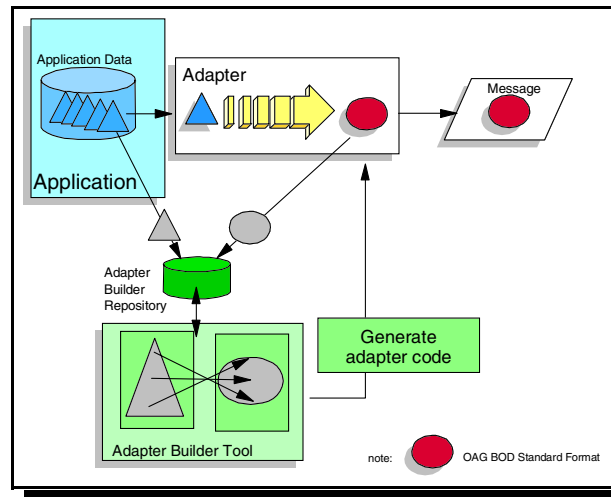 Application Data
Adapter
Message
Application
Adapter
Builder
Repository
Generate
adapter code
Adapter Builder Tool
note:
OAG BOD Standard Format